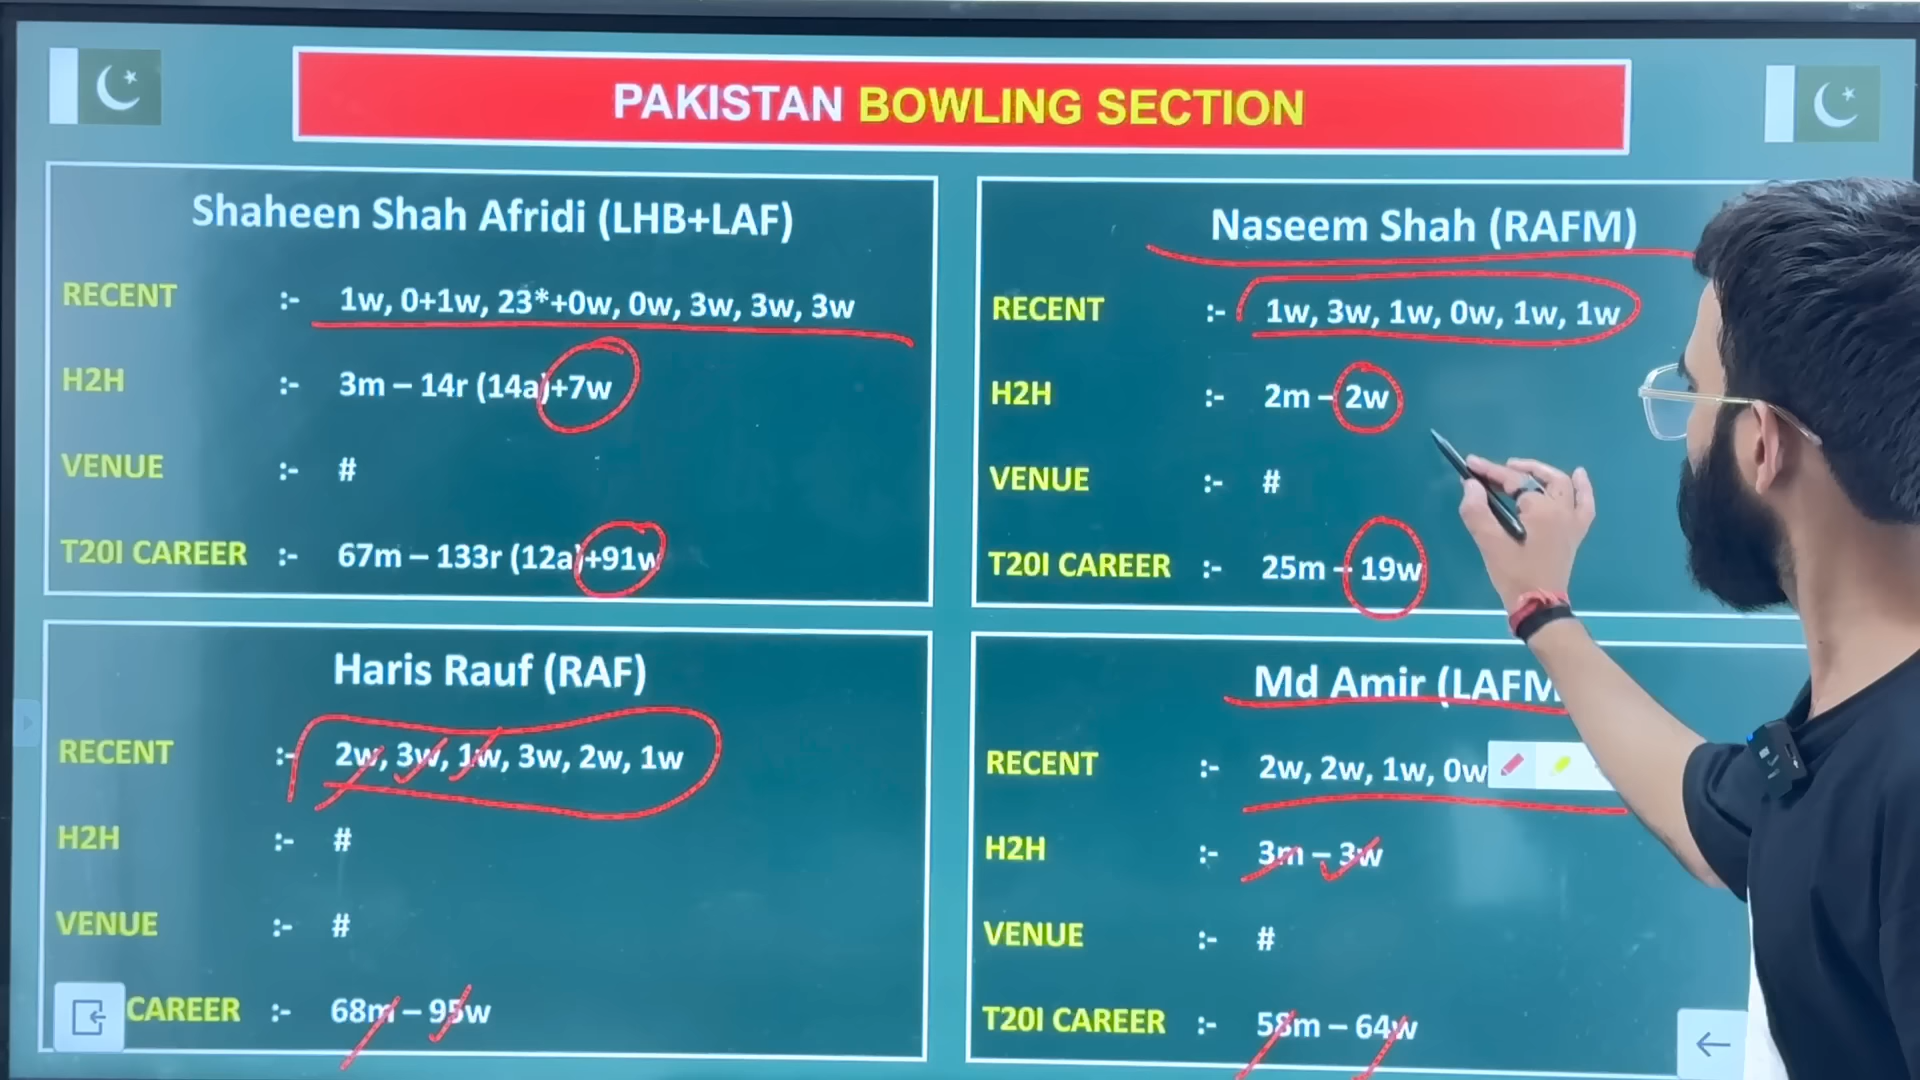 PAKISTAN BOWLING SECTION
Shaheen Shah Afridi (LHB+LAF)
RECENT :- 1w, 0+1w, 23*+0w, 0w, 3w, 3w, 3w
H2H :- 3m – 14r (14a)+7w
VENUE :- #
T20I CAREER :- 67m – 133r (12a)+91w
Naseem Shah (RAFM)
RECENT :- 1w, 3w, 1w, 0w, 1w, 1w
H2H :- 2m – 2w
VENUE :- #
T20I CAREER :- 25m – 19w
Haris Rauf (RAF)
RECENT :- 2w, 3w, 1w, 3w, 2w, 1w
H2H :- #
VENUE :- #
CAREER :- 68m – 95w
Md Amir (LAFM
RECENT :- 2w, 2w, 1w, 0w
H2H :- 3m – 3w
VENUE :- #
T20I CAREER :- 58m – 64w